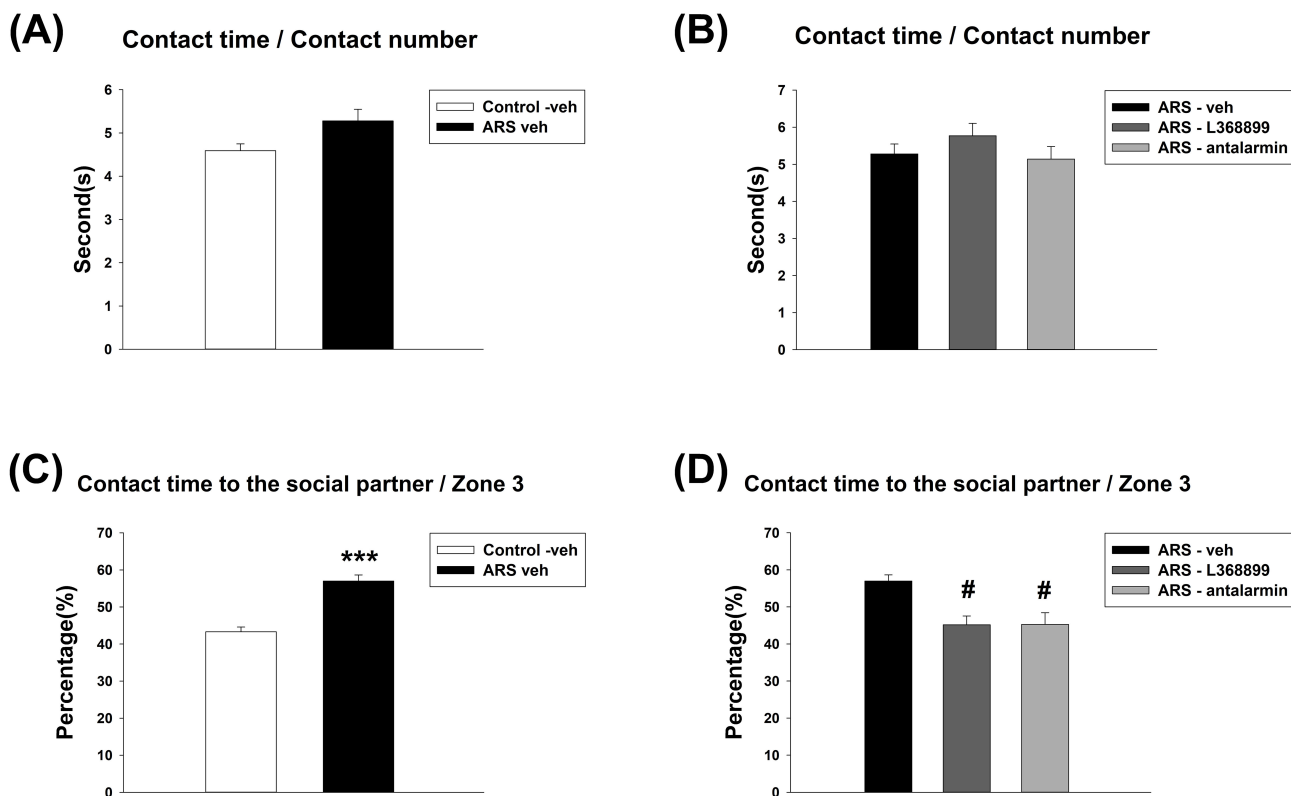 (A)
Contact time / Contact number
Second(s)
6
5
4
3
2
1
0
Control -veh
ARS veh
(B)
Contact time / Contact number
Second(s)
7
6
5
4
3
2
1
0
ARS - veh
ARS - L368899
ARS - antalarmin
(C)
Contact time to the social partner / Zone 3
Percentage(%)
70
60
50
40
30
20
10
0
***
Control -veh
ARS veh
(D)
Contact time to the social partner / Zone 3
Percentage(%)
70
60
50
40
30
20
10
0
# #
ARS - veh
ARS - L368899
ARS - antalarmin